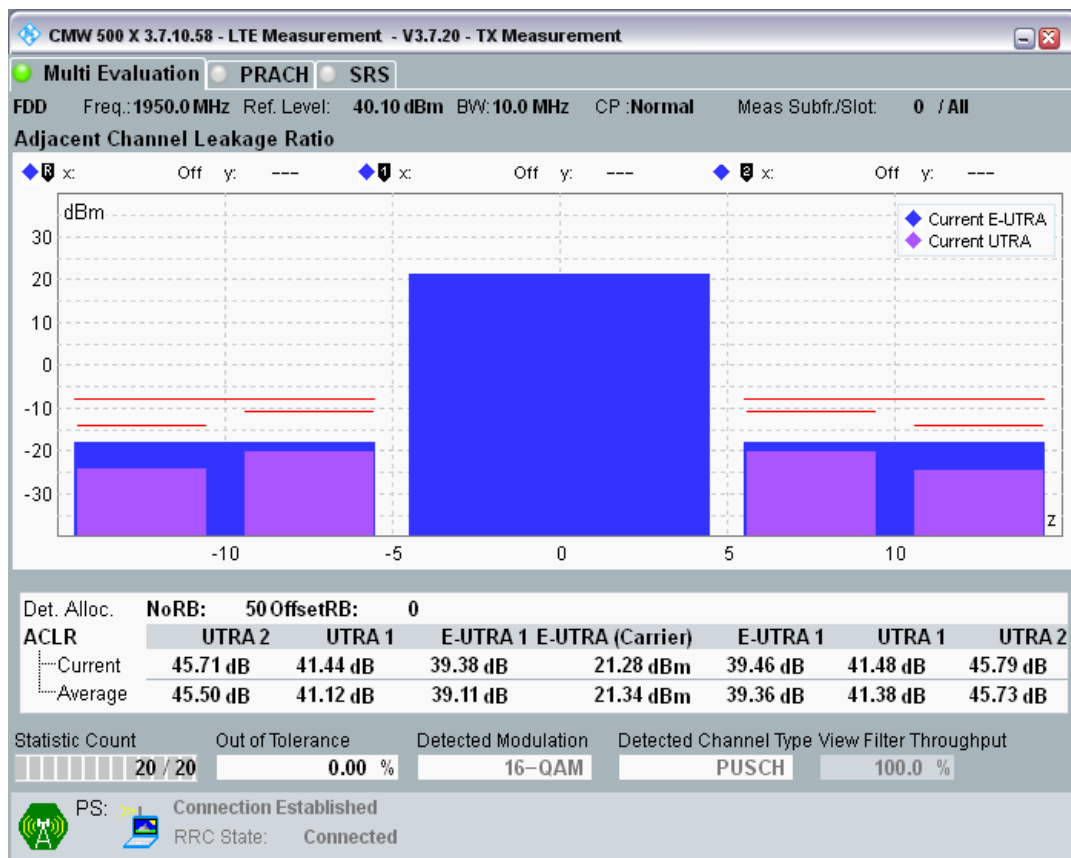 CMW 500 X 3.7.10.58 - LTE Measurement - V3.7.20 - TX Measurement
Multi Evaluation PRACH SRS
FDD Freq.: 1950.0 MHz Ref. Level: 40.10 dBm BW: 10.0 MHz CP :Normal Meas Subfr./Slot: 0 / All
Adjacent Channel Leakage Ratio
R x: Off y: --- 1 x: Off y: --- 2 x: Off y: ---
dBm
Current E-UTRA
Current UTRA
30
20
10
0
-10
-20
-30
z
-10 -5 0 5 10
Det. Alloc. NoRB: 50 OffsetRB: 0
ACLR UTRA 2 UTRA 1 E-UTRA 1 E-UTRA (Carrier) E-UTRA 1 UTRA 1 UTRA 2
Current 45.71 dB 41.44 dB 39.38 dB 21.28 dBm 39.46 dB 41.48 dB 45.79 dB
Average 45.50 dB 41.12 dB 39.11 dB 21.34 dBm 39.36 dB 41.38 dB 45.73 dB
Statistic Count Out of Tolerance Detected Modulation Detected Channel Type View Filter Throughput
20 / 20 0.00 % 16-QAM PUSCH 100.0 %
PS: Connection Established
RRC State: Connected